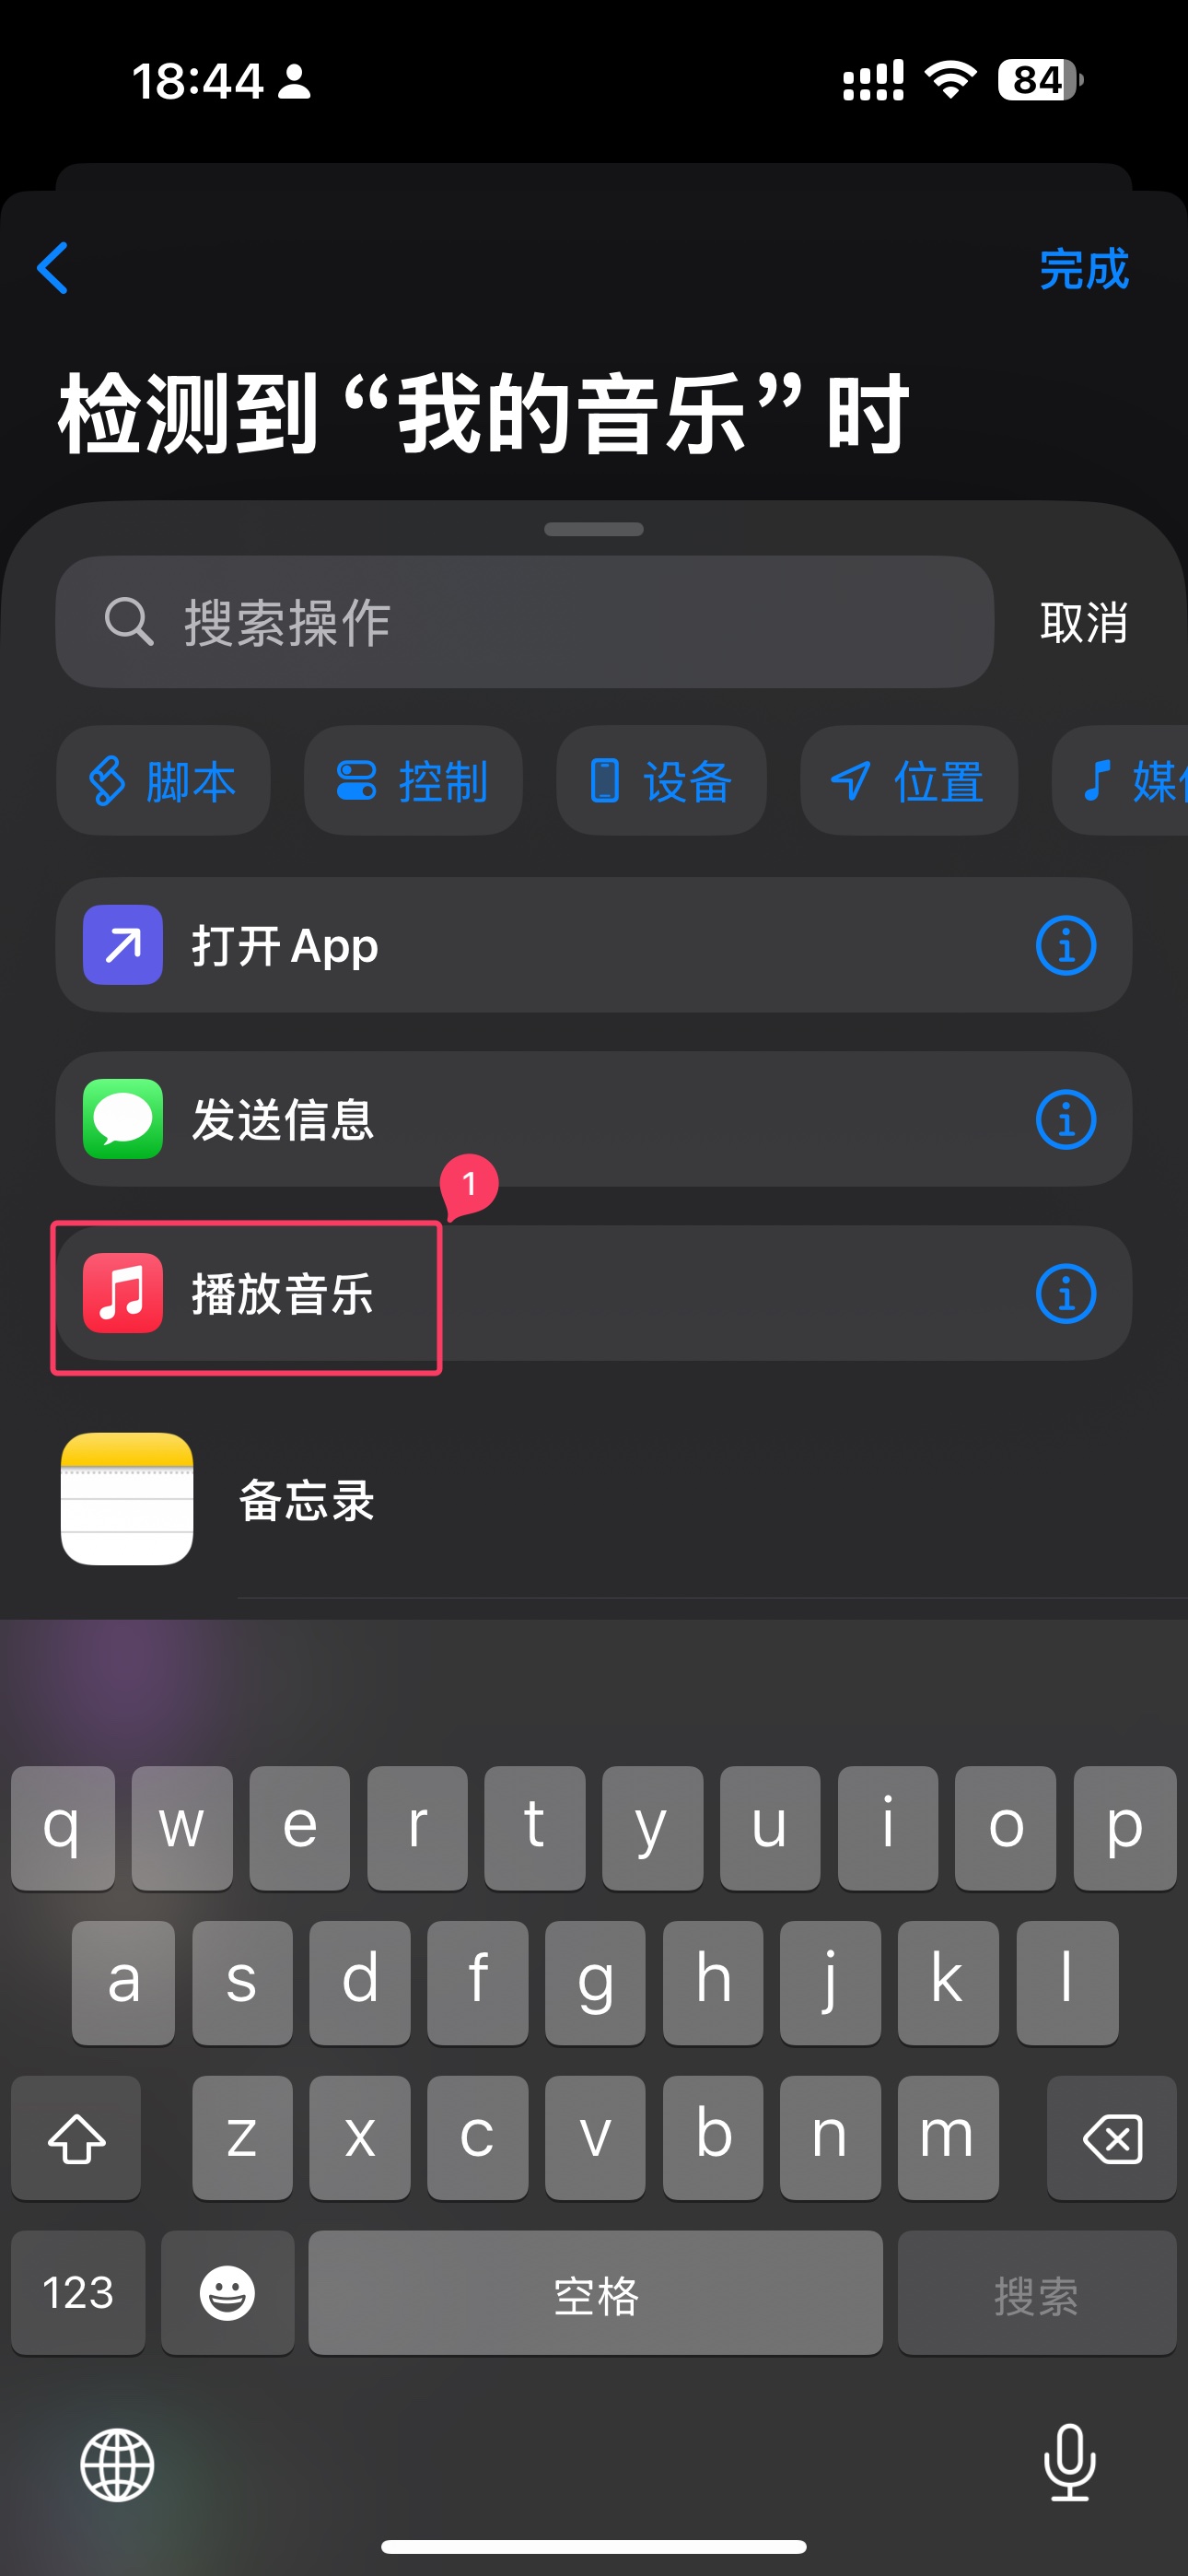 18:44
84
完成
检测到“我的音乐”时
搜索操作
取消
脚本
控制
设备
位置
打开 App
发送信息
1
播放音乐
备忘录
q w e r t y u i o p
a s d f g h j k l
z x c v b n m
123
空格
搜索